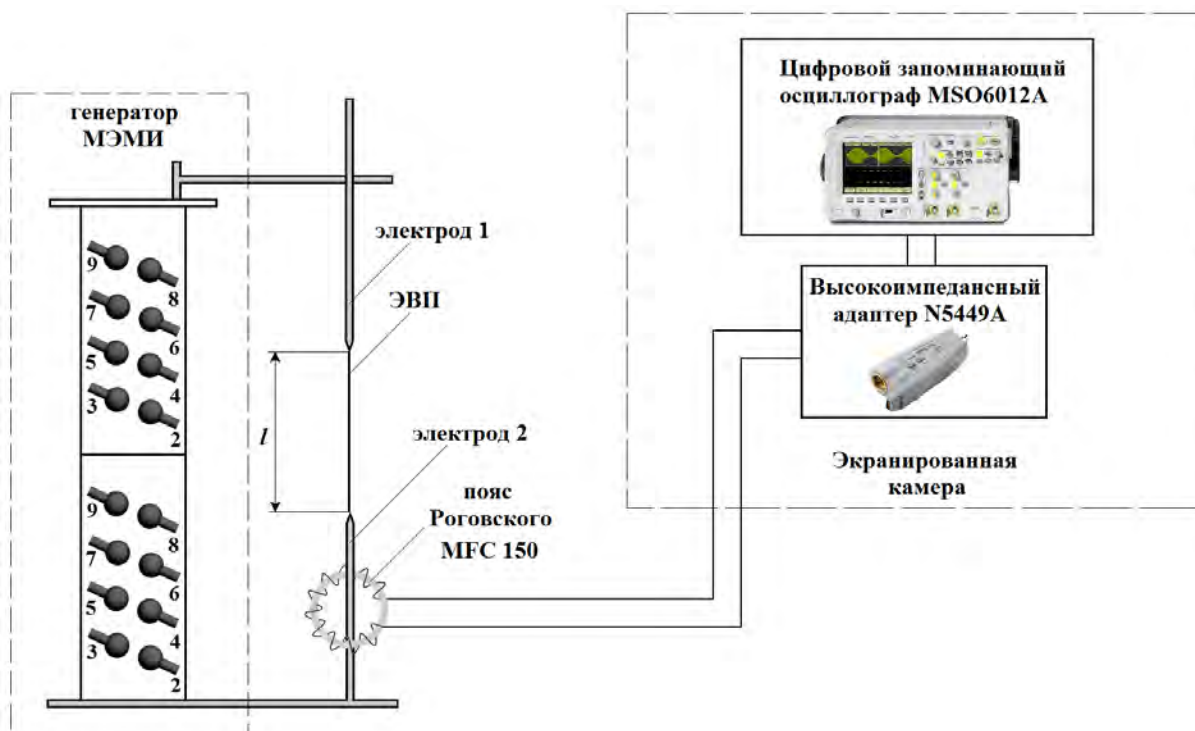 генератор
МЭМИ
9
8
7
6
5
4
3
2
9
8
7
6
5
4
3
2
электрод 1
ЭВП
l
электрод 2
пояс
Роговского
MFC 150
Цифровой запоминающий
осциллограф MSO6012A
Высокоимпедансный
адаптер N5449A
Экранированная
камера